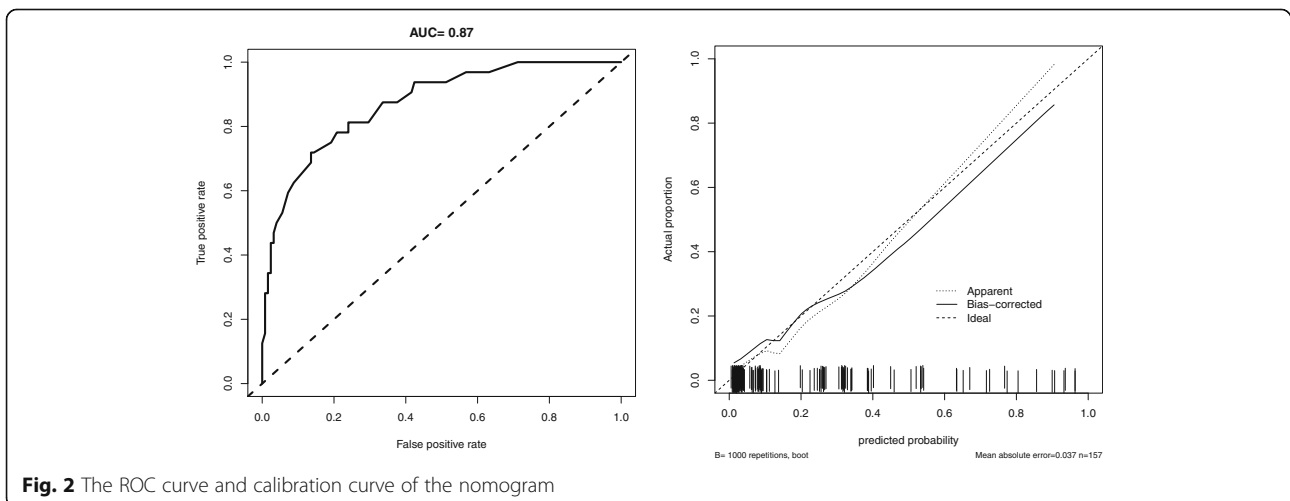 AUC= 0.87
True positive rate
1.0
0.8
0.6
0.4
0.2
0.0
0.0 0.2 0.4 0.6 0.8 1.0
False positive rate
Actual proportion
1.0
0.8
0.6
0.4
0.2
0.0
Apparent
Bias−corrected
Ideal
0.0 0.2 0.4 0.6 0.8 1.0
predicted probability
B= 1000 repetitions, boot Mean absolute error=0.037 n=157
Fig. 2 The ROC curve and calibration curve of the nomogram